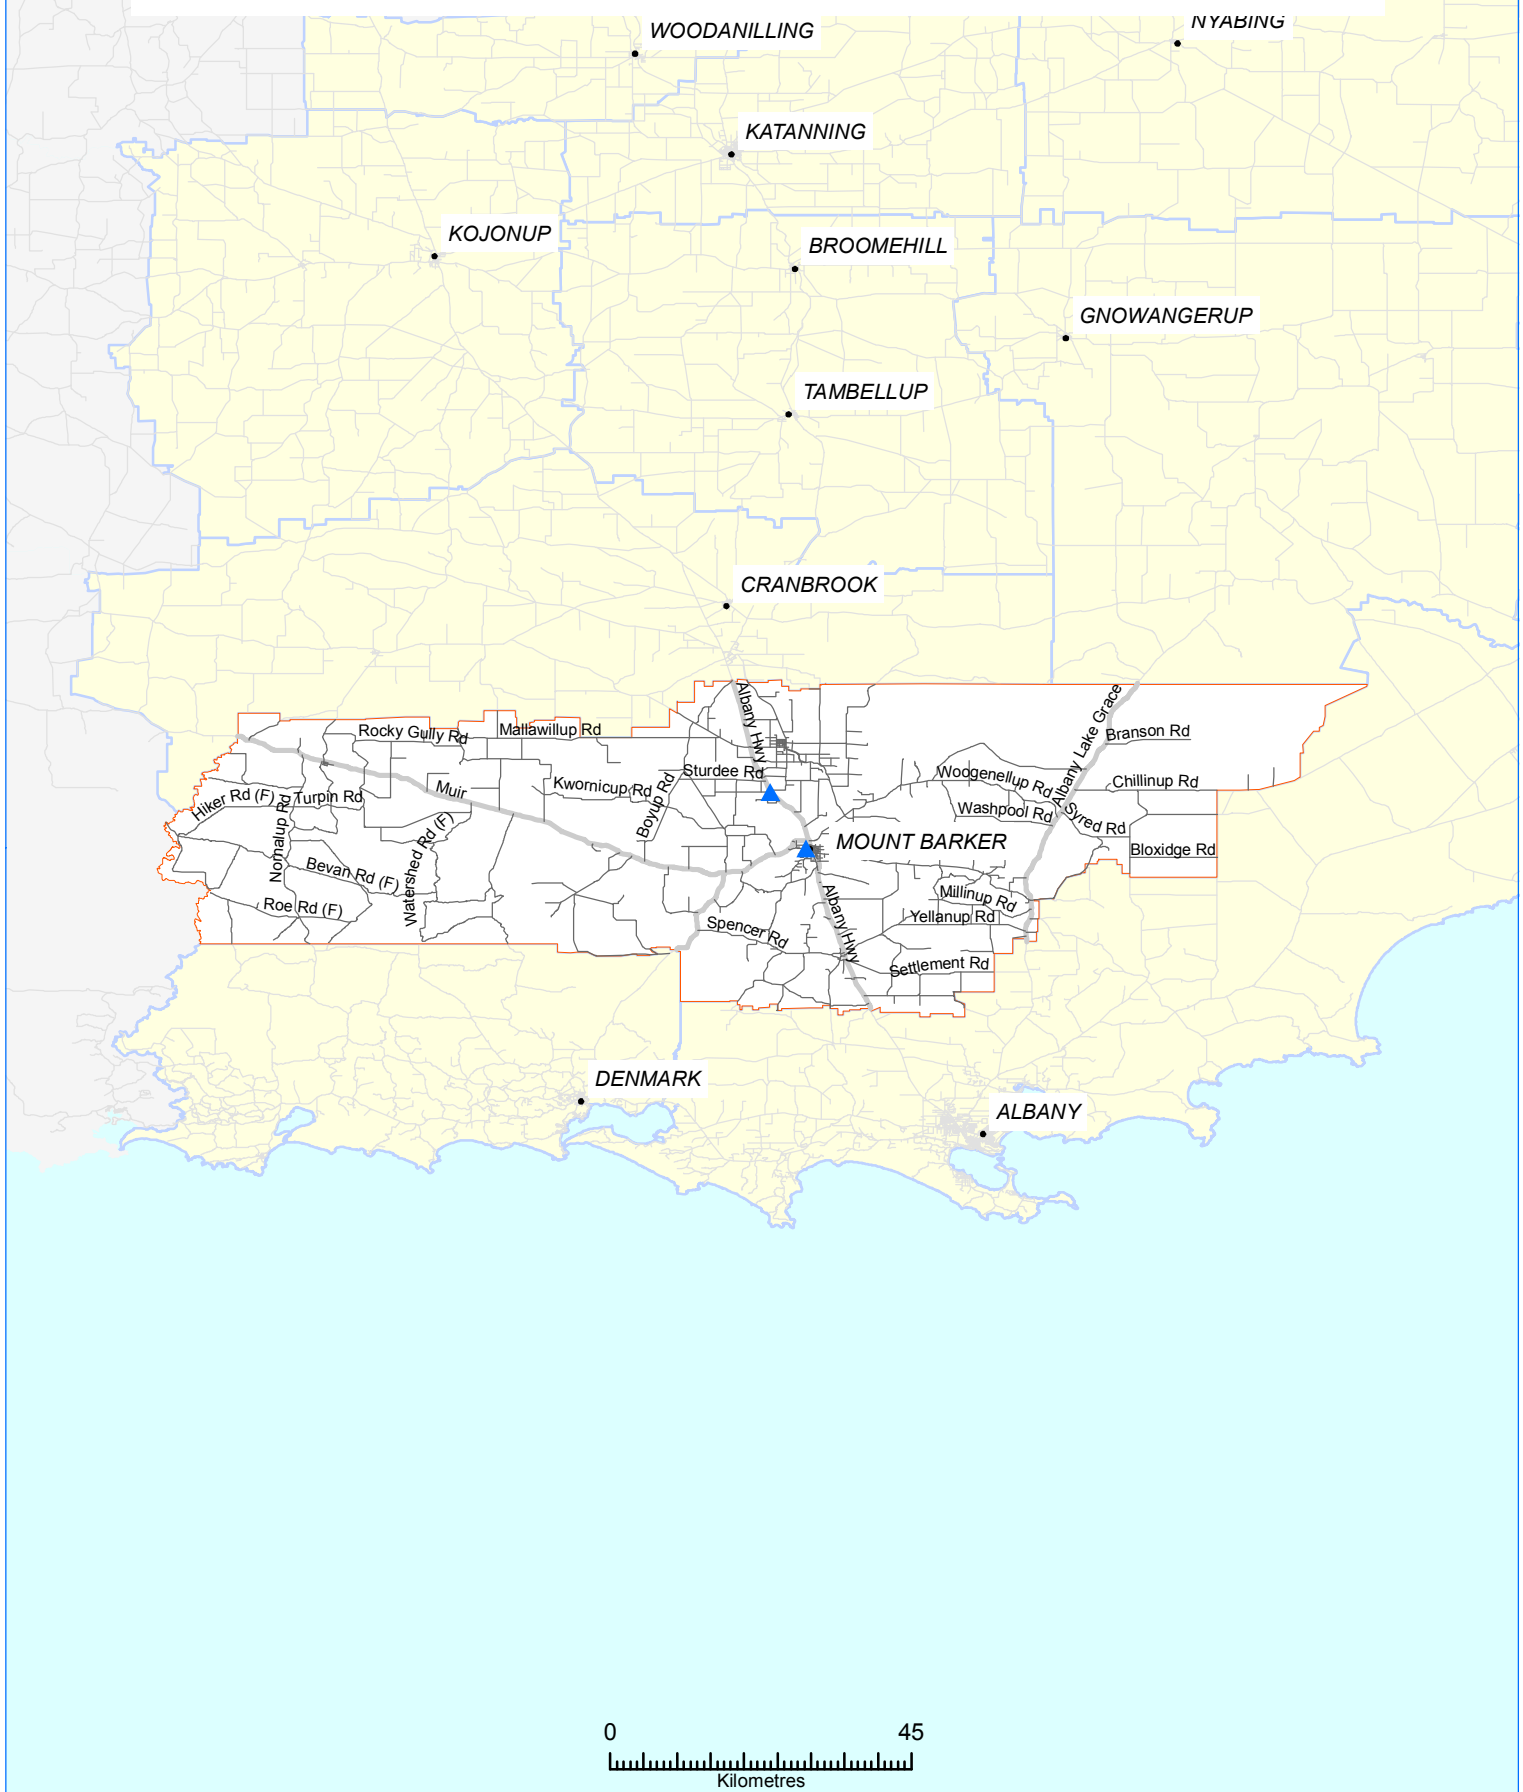 WOODANILLING
NYABING
KATANNING
KOJONUP
BROOMEHILL
GNOWANGERUP
TAMBELLUP
CRANBROOK
Albany Hwy
Albany Lake Grace
Rocky Gully Rd
Mallawillup Rd
Branson Rd
Sturdee Rd
Woogenellup Rd
Chillinup Rd
Muir
Kwornicup Rd
Boyup Rd
Hiker Rd (F)
Turpin Rd
Nornalup Rd
Washpool Rd
Syred Rd
Watershed Rd (F)
MOUNT BARKER
Bloxidge Rd
Bevan Rd (F)
Roe Rd (F)
Millinup Rd
Albany Hwy
Yellanup Rd
Spencer Rd
Settlement Rd
DENMARK
ALBANY
0 45
Kilometres